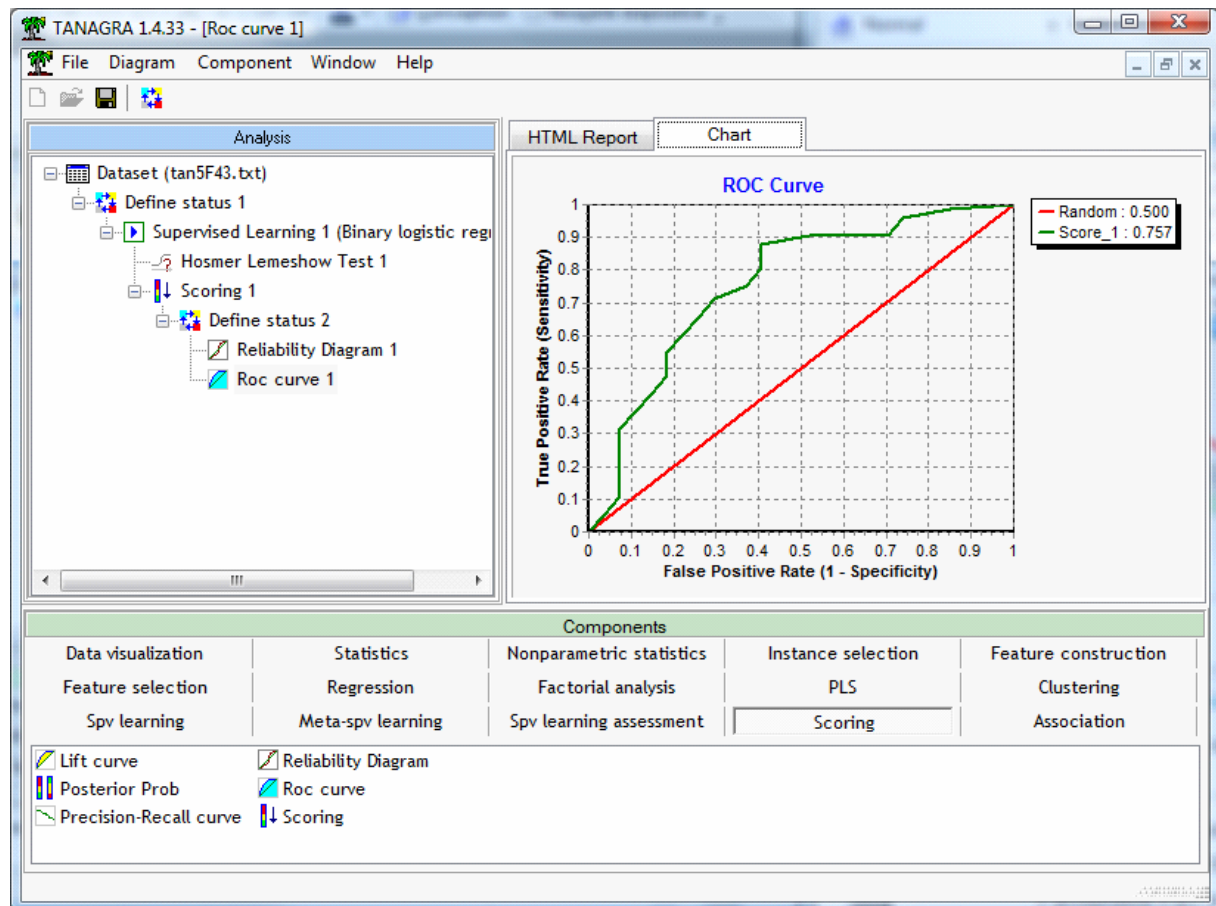 TANAGRA 1.4.33 - [Roc curve 1]
File Diagram Component Window Help
Analysis
Dataset (tan5F43.txt)
Define status 1
Supervised Learning 1 (Binary logistic regi
Hosmer Lemeshow Test 1
Scoring 1
Define status 2
Reliability Diagram 1
Roc curve 1
HTML Report Chart
ROC Curve
Random : 0.500
Score_1 : 0.757
True Positive Rate (Sensitivity)
1
0.9
0.8
0.7
0.6
0.5
0.4
0.3
0.2
0.1
0
0 0.1 0.2 0.3 0.4 0.5 0.6 0.7 0.8 0.9 1
False Positive Rate (1 - Specificity)
Components
Data visualization Statistics Nonparametric statistics Instance selection Feature construction
Feature selection Regression Factorial analysis PLS Clustering
Spv learning Meta-spv learning Spv learning assessment Scoring Association
Lift curve Reliability Diagram
Posterior Prob Roc curve
Precision-Recall curve Scoring